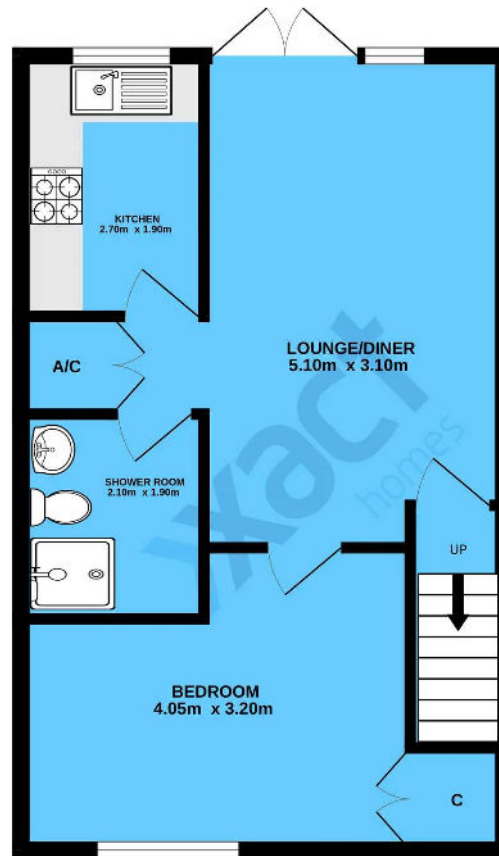 KITCHEN
2.70m x 1.90m
A/C
LOUNGE/DINER
5.10m x 3.10m
SHOWER ROOM
2.10m x 1.90m
xact
homes
UP
BEDROOM
4.05m x 3.20m
C